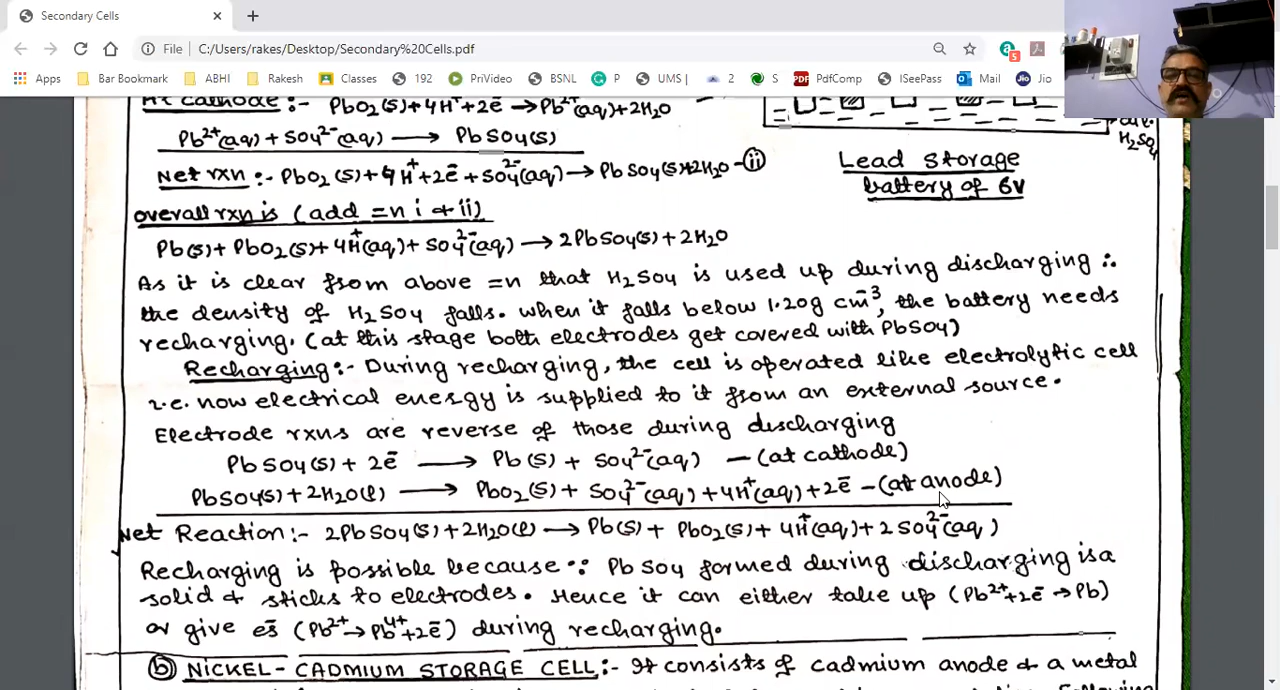 Secondary Cells
File C:/Users/rakes/Desktop/Secondary%20Cells.pdf
Apps Bar Bookmark ABHI Rakesh Classes 192 PriVideo BSNL P UMS | 2 S PdfComp ISeePass Mail Jio
At cathode :- PbO2(s)+4H⁺+2ē → Pb²⁺(aq)+2H2O
Pb²⁺(aq) + SO4²⁻(aq) → PbSO4(s)
H2SO4
Net rxn :- PbO2(s)+4H⁺+2ē+SO4²⁻(aq) → PbSO4(s)+2H2O -(ii)
Lead storage
battery of 6V
overall rxn is (add =n i & ii)
Pb(s)+PbO2(s)+4H⁺(aq)+SO4²⁻(aq) → 2PbSO4(s)+2H2O
As it is clear from above =n that H2SO4 is used up during discharging ∴
the density of H2SO4 falls. when it falls below 1.20g cm⁻³, the battery needs
recharging. (at this stage both electrodes get covered with PbSO4)
Recharging :- During recharging, the cell is operated like electrolytic cell
i.e. now electrical energy is supplied to it from an external source.
Electrode rxns are reverse of those during discharging
PbSO4(s) + 2ē → Pb(s) + SO4²⁻(aq) - (at cathode)
PbSO4(s)+2H2O(l) → PbO2(s) + SO4²⁻(aq)+4H⁺(aq)+2ē - (at anode)
Net Reaction :- 2PbSO4(s)+2H2O(l) → Pb(s) + PbO2(s)+4H⁺(aq)+2SO4²⁻(aq)
Recharging is possible because ∵ PbSO4 formed during discharging is a
solid & sticks to electrodes. Hence it can either take up (Pb²⁺+2ē → Pb)
or give ēs (Pb²⁺→Pb⁴⁺+2ē) during recharging.
(b) NICKEL-CADMIUM STORAGE CELL :- It consists of cadmium anode & a metal